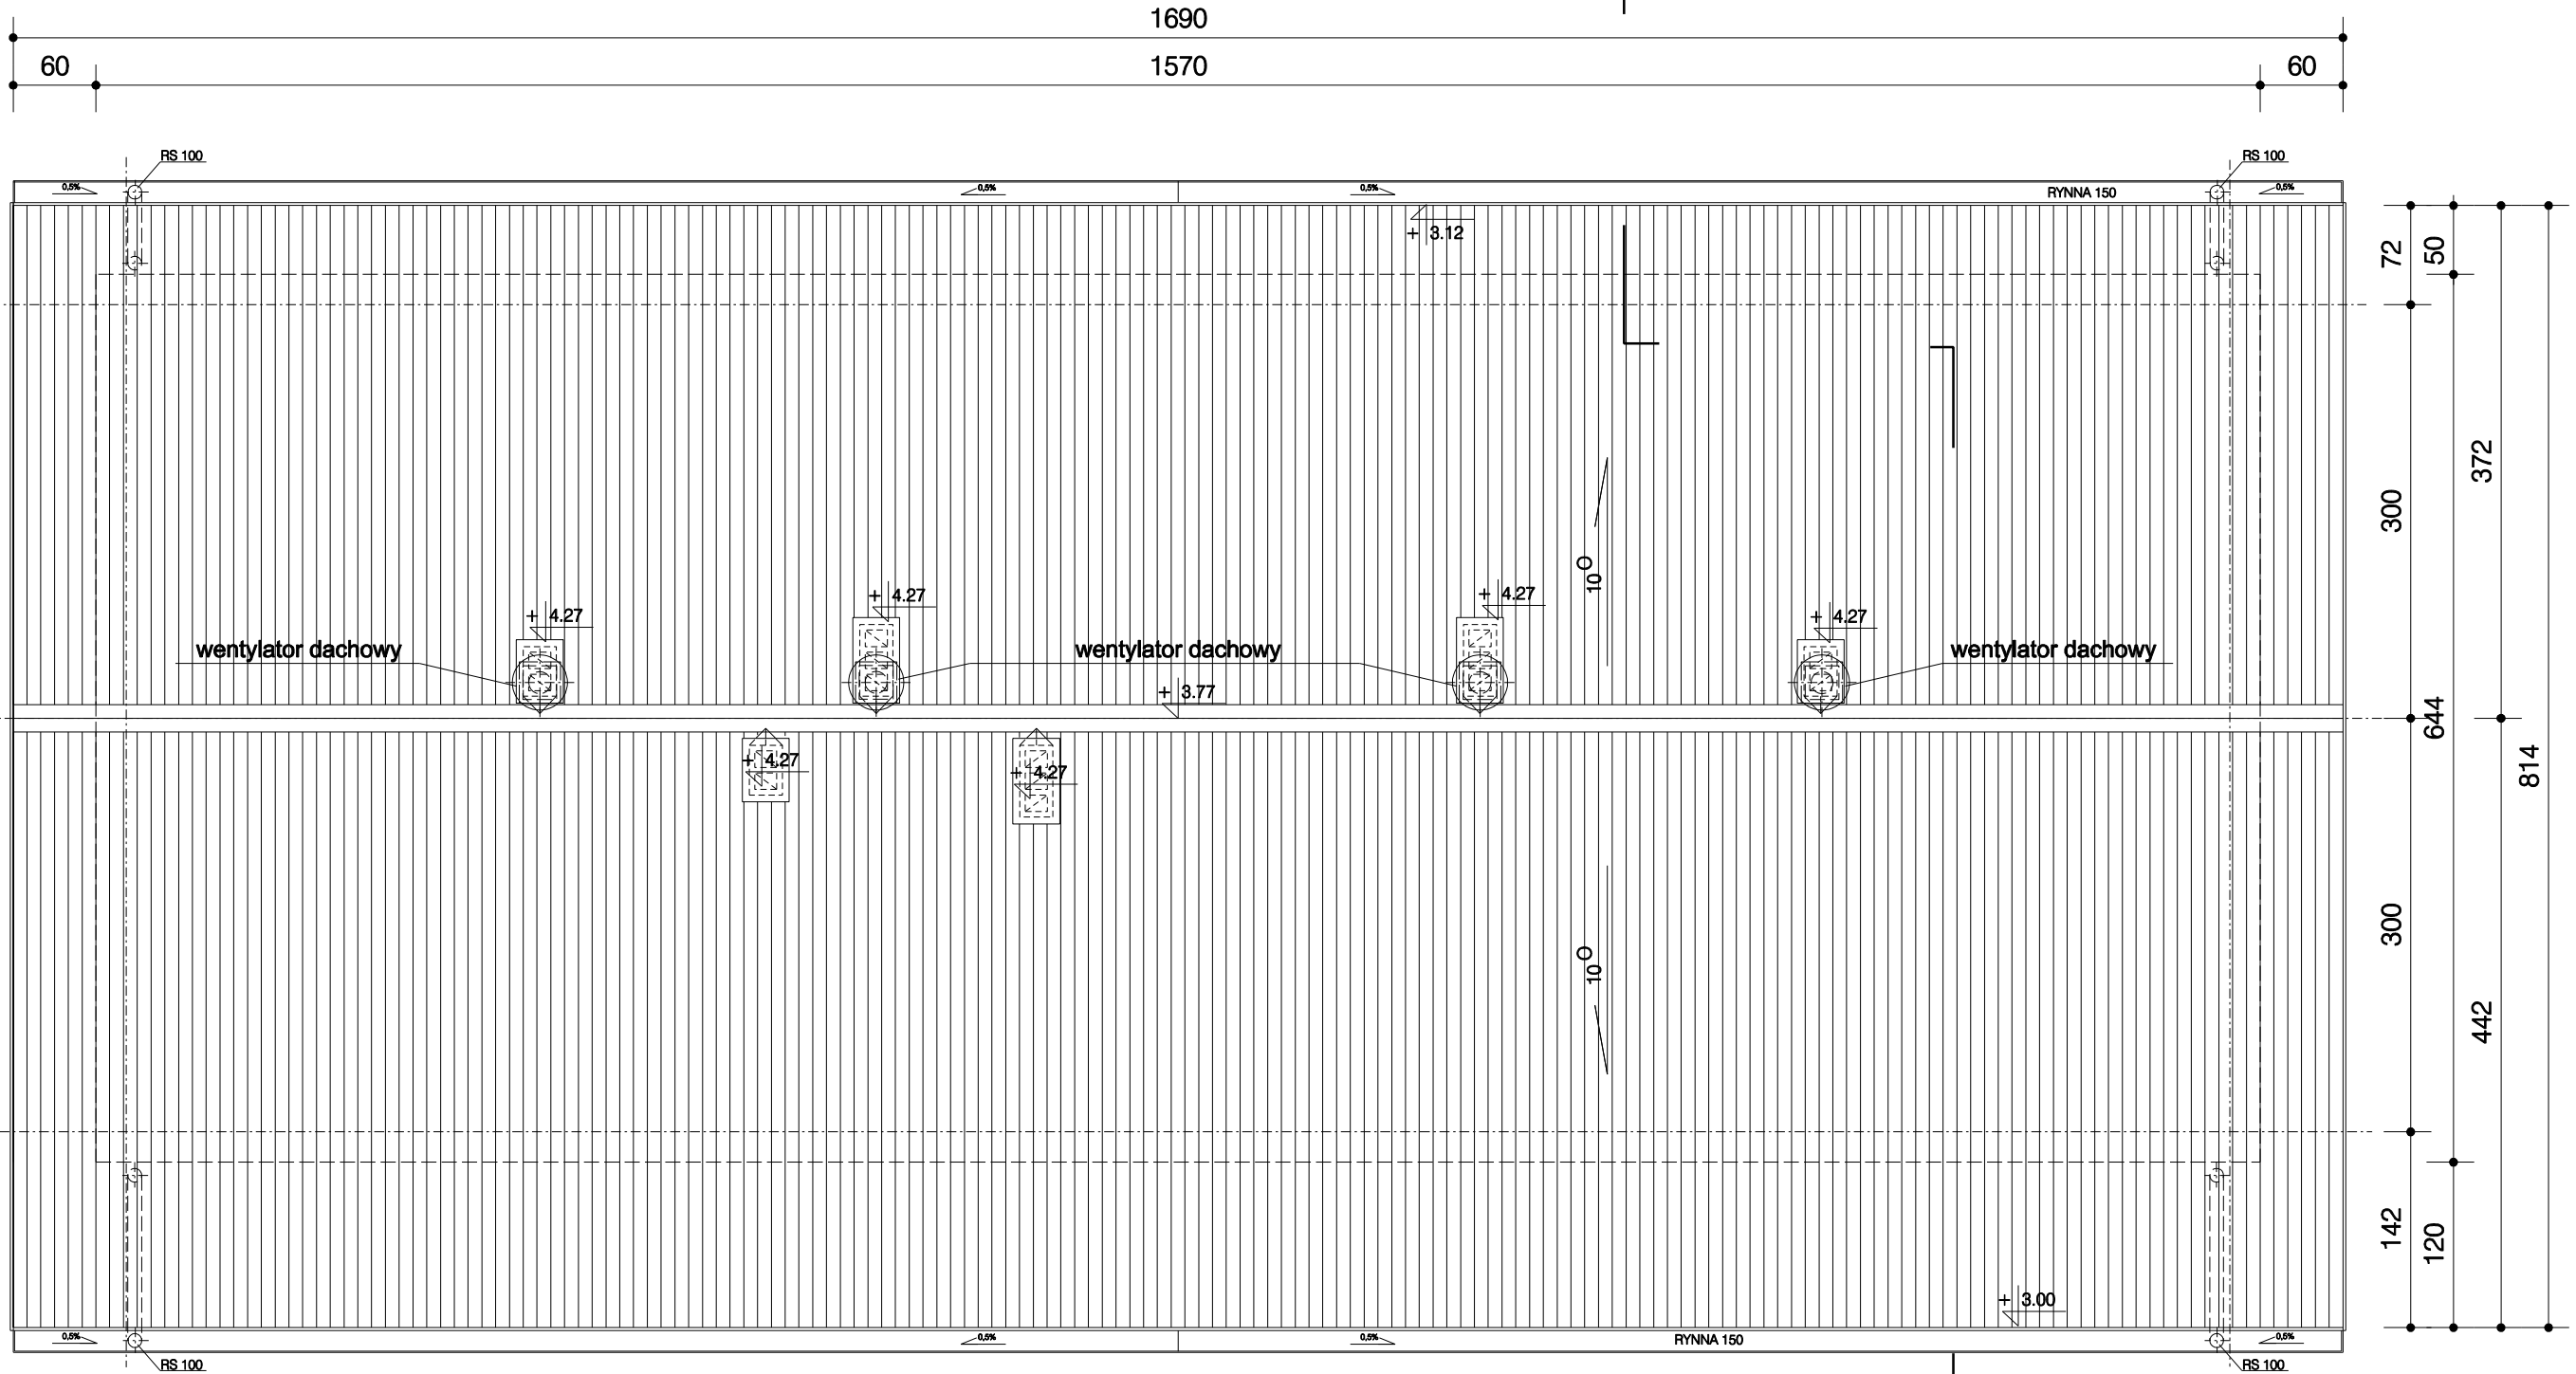 1690
60 1570 60
RS 100 RS 100
0,5% 0,5% 0,5% RYNNA 150 0,5%
+ 3.12
72
50
372
300
10°
+ 4.27
+ 4.27
+ 4.27
+ 4.27
wentylator dachowy
wentylator dachowy
wentylator dachowy
+ 3.77
644
814
+ 4.27
+ 4.27
300
10°
442
142
120
+ 3.00
0,5% 0,5% 0,5% RYNNA 150 0,5%
RS 100 RS 100